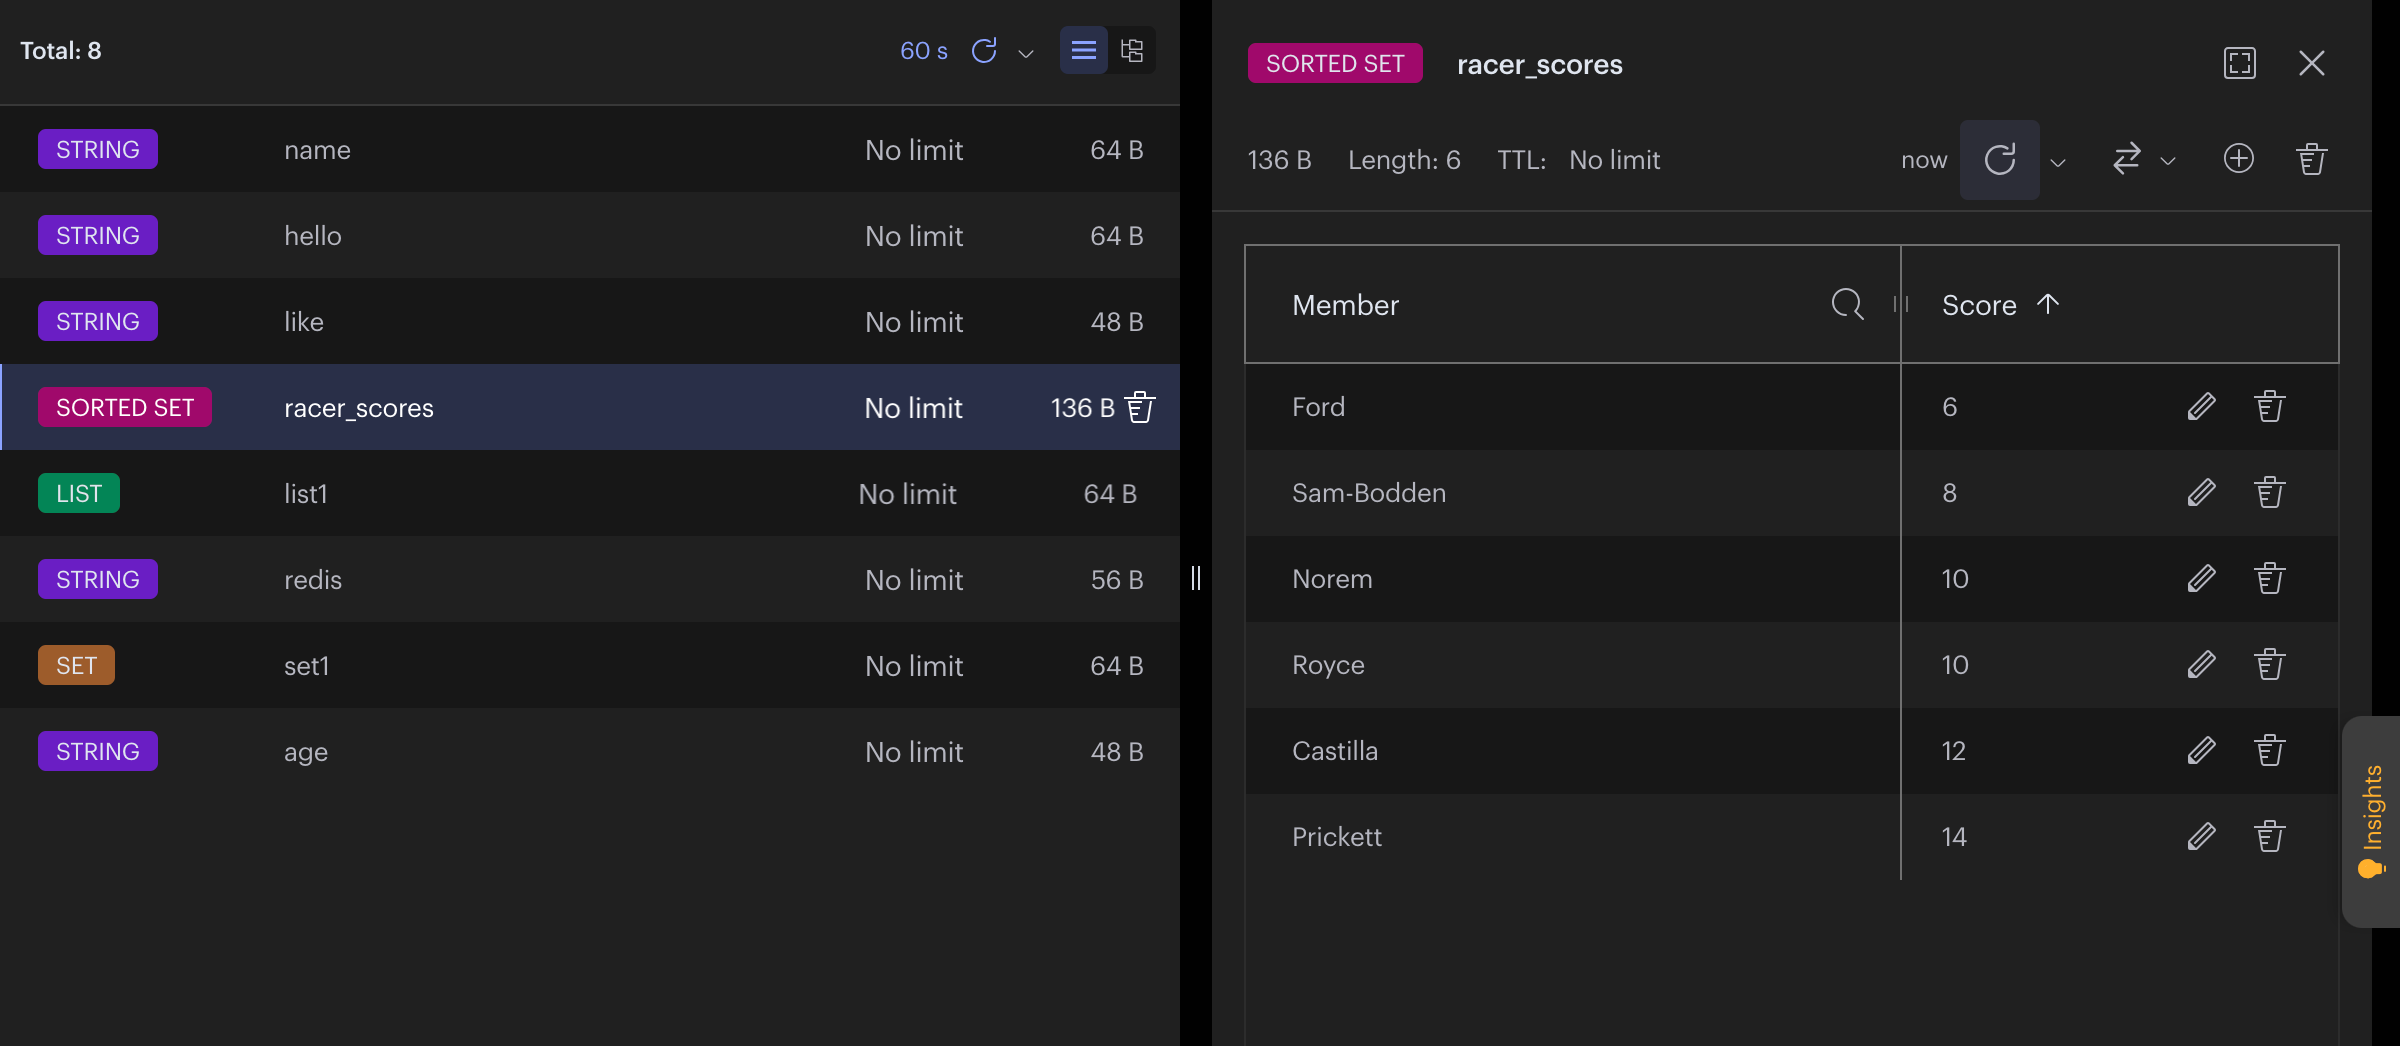 Total: 8
60 s
STRING name No limit 64 B
STRING hello No limit 64 B
STRING like No limit 48 B
SORTED SET racer_scores No limit 136 B
LIST list1 No limit 64 B
STRING redis No limit 56 B
SET set1 No limit 64 B
STRING age No limit 48 B
SORTED SET racer_scores
136 B Length: 6 TTL: No limit now
Member Score
Ford 6
Sam-Bodden 8
Norem 10
Royce 10
Castilla 12
Prickett 14
Insights